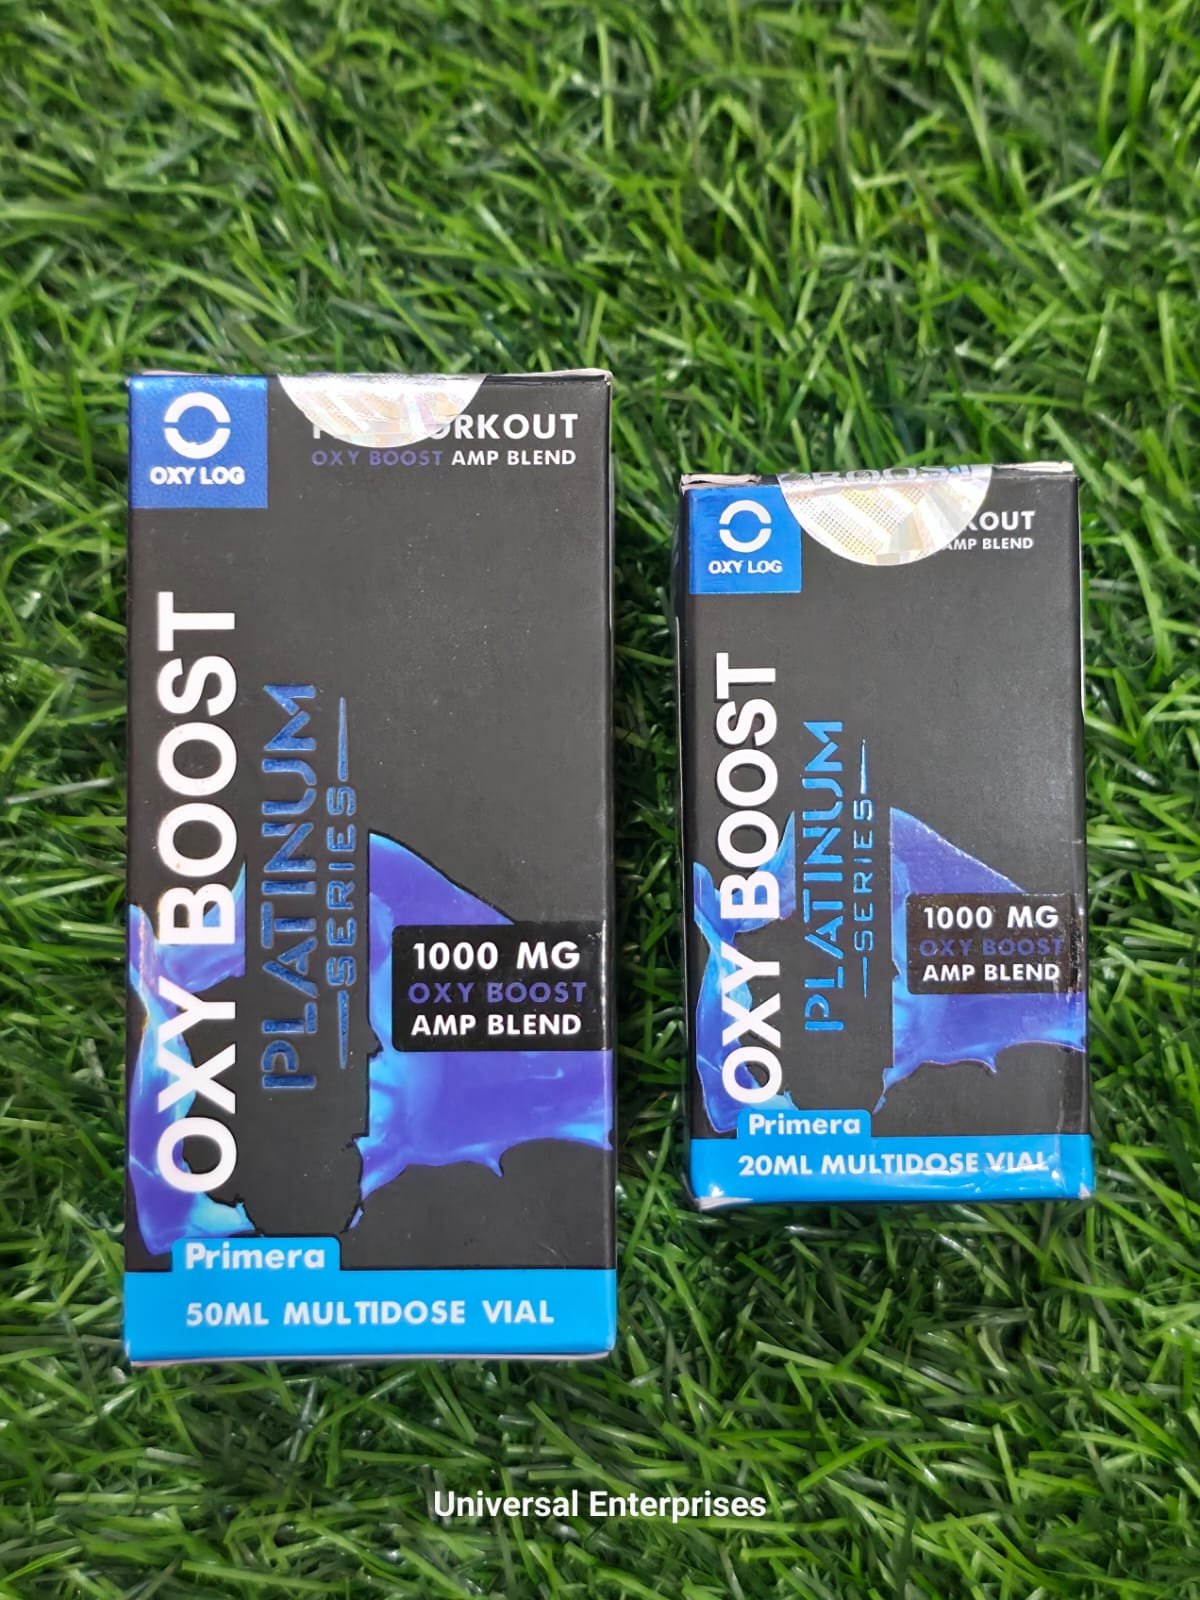 OXY LOG
ORKOUT
OXY BOOST AMP BLEND
OXY BOOST
PLATINUM
SERIES
1000 MG
OXY BOOST
AMP BLEND
Primera
50ML MULTIDOSE VIAL
OXY LOG
KOUT
AMP BLEND
OXY BOOST
PLATINUM
SERIES
1000 MG
OXY BOOST
AMP BLEND
Primera
20ML MULTIDOSE VIAL
Universal Enterprises